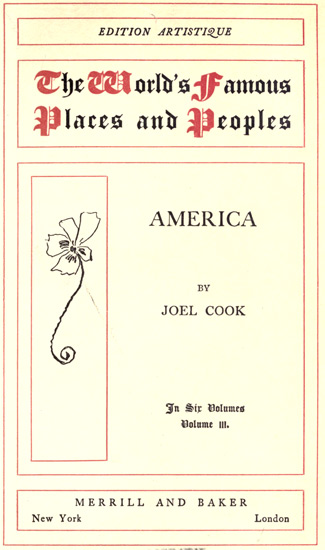 EDITION ARTISTIQUE
The World's Famous
Places and Peoples
AMERICA
BY
JOEL COOK
In Six Volumes
Volume III.
MERRILL AND BAKER
New York London